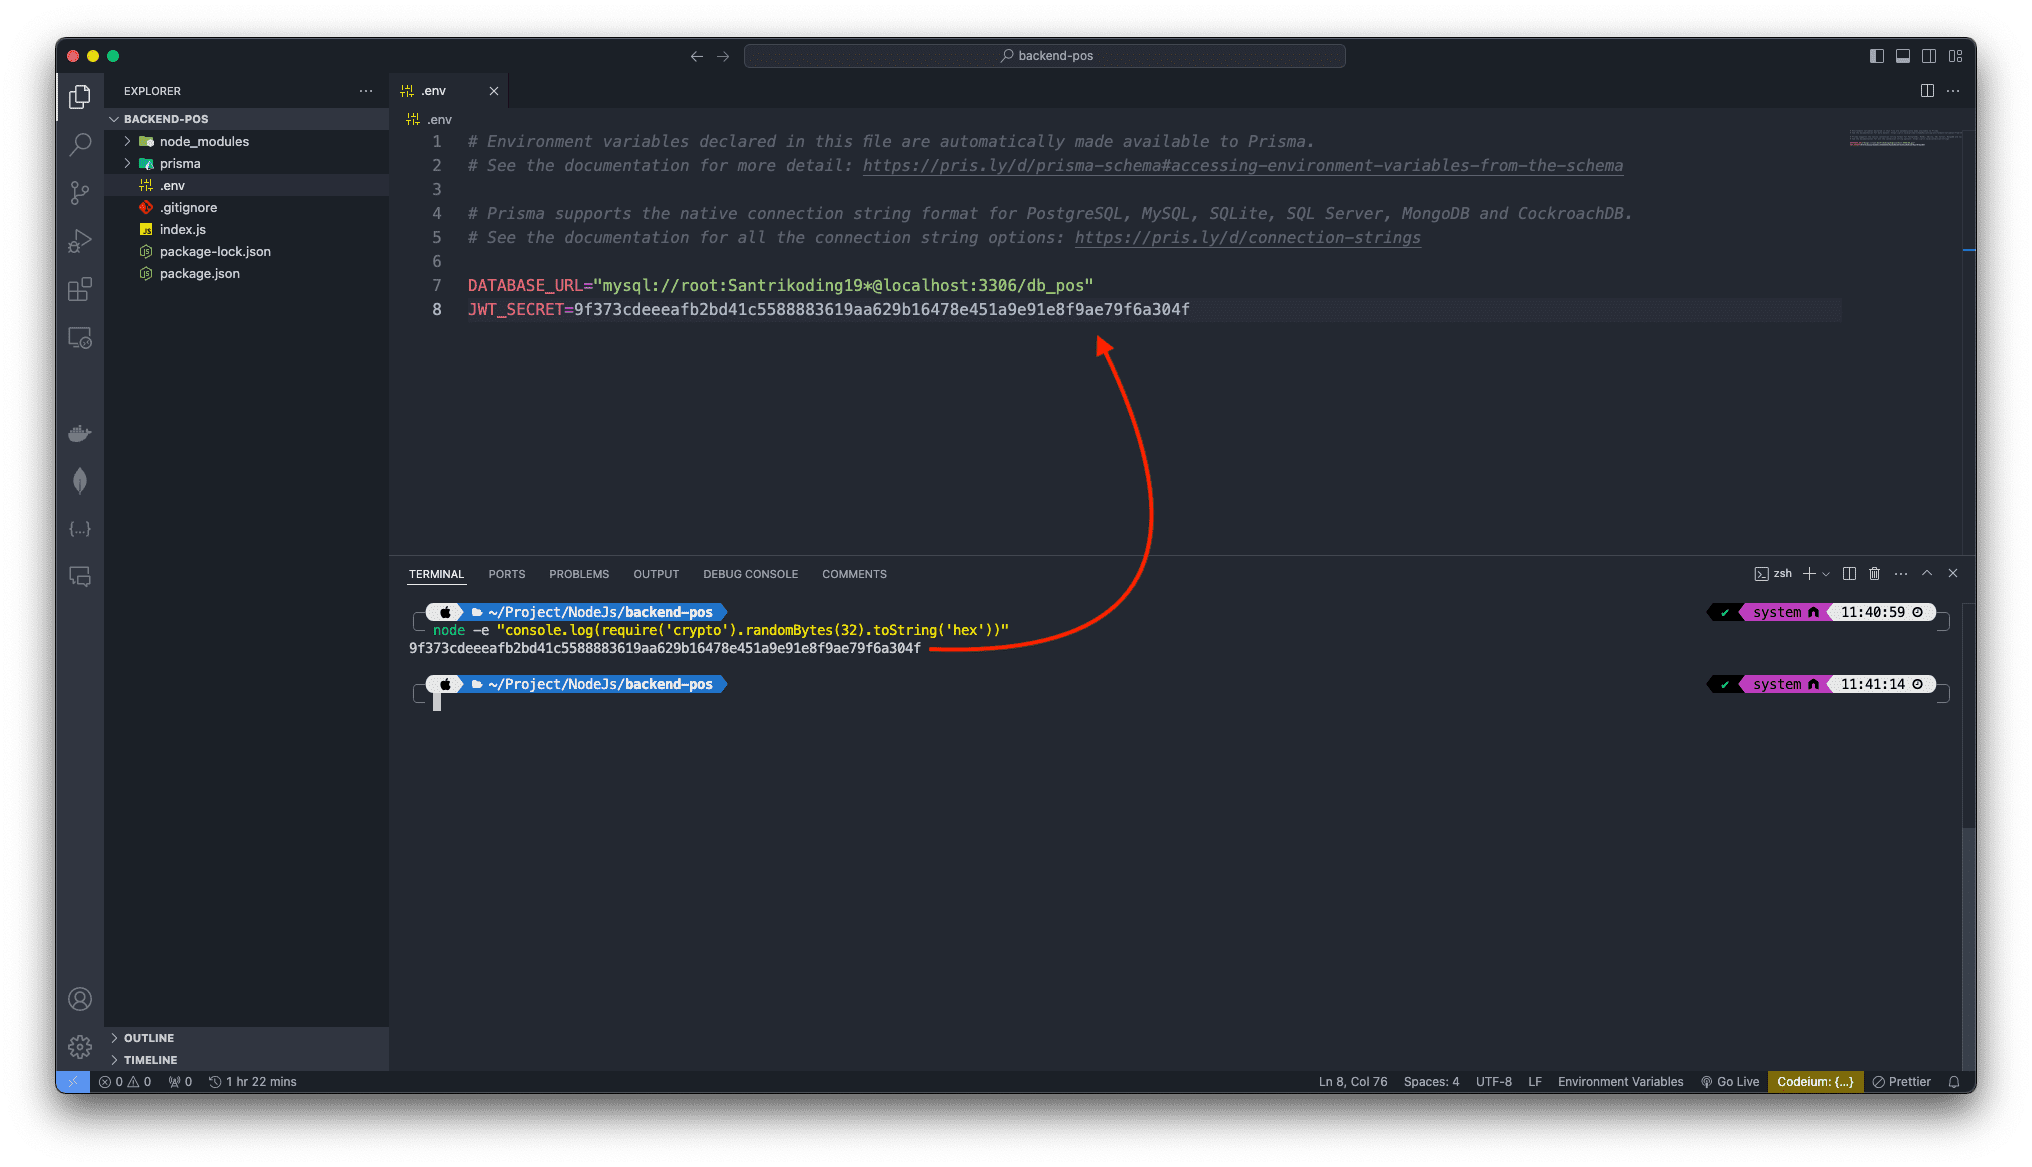 backend-pos
EXPLORER
.env
BACKEND-POS
node_modules
prisma
.env
.gitignore
index.js
package-lock.json
package.json
OUTLINE
TIMELINE
.env
1 # Environment variables declared in this file are automatically made available to Prisma.
2 # See the documentation for more detail: https://pris.ly/d/prisma-schema#accessing-environment-variables-from-the-schema
3
4 # Prisma supports the native connection string format for PostgreSQL, MySQL, SQLite, SQL Server, MongoDB and CockroachDB.
5 # See the documentation for all the connection string options: https://pris.ly/d/connection-strings
6
7 DATABASE_URL="mysql://root:Santrikoding19*@localhost:3306/db_pos"
8 JWT_SECRET=9f373cdeeeafb2bd41c5588883619aa629b16478e451a9e91e8f9ae79f6a304f
TERMINAL PORTS PROBLEMS OUTPUT DEBUG CONSOLE COMMENTS zsh
~/Project/NodeJs/backend-pos system 11:40:59
node -e "console.log(require('crypto').randomBytes(32).toString('hex'))"
9f373cdeeeafb2bd41c5588883619aa629b16478e451a9e91e8f9ae79f6a304f
~/Project/NodeJs/backend-pos system 11:41:14
0 0 0 1 hr 22 mins Ln 8, Col 76 Spaces: 4 UTF-8 LF Environment Variables Go Live Codeium: {...} Prettier